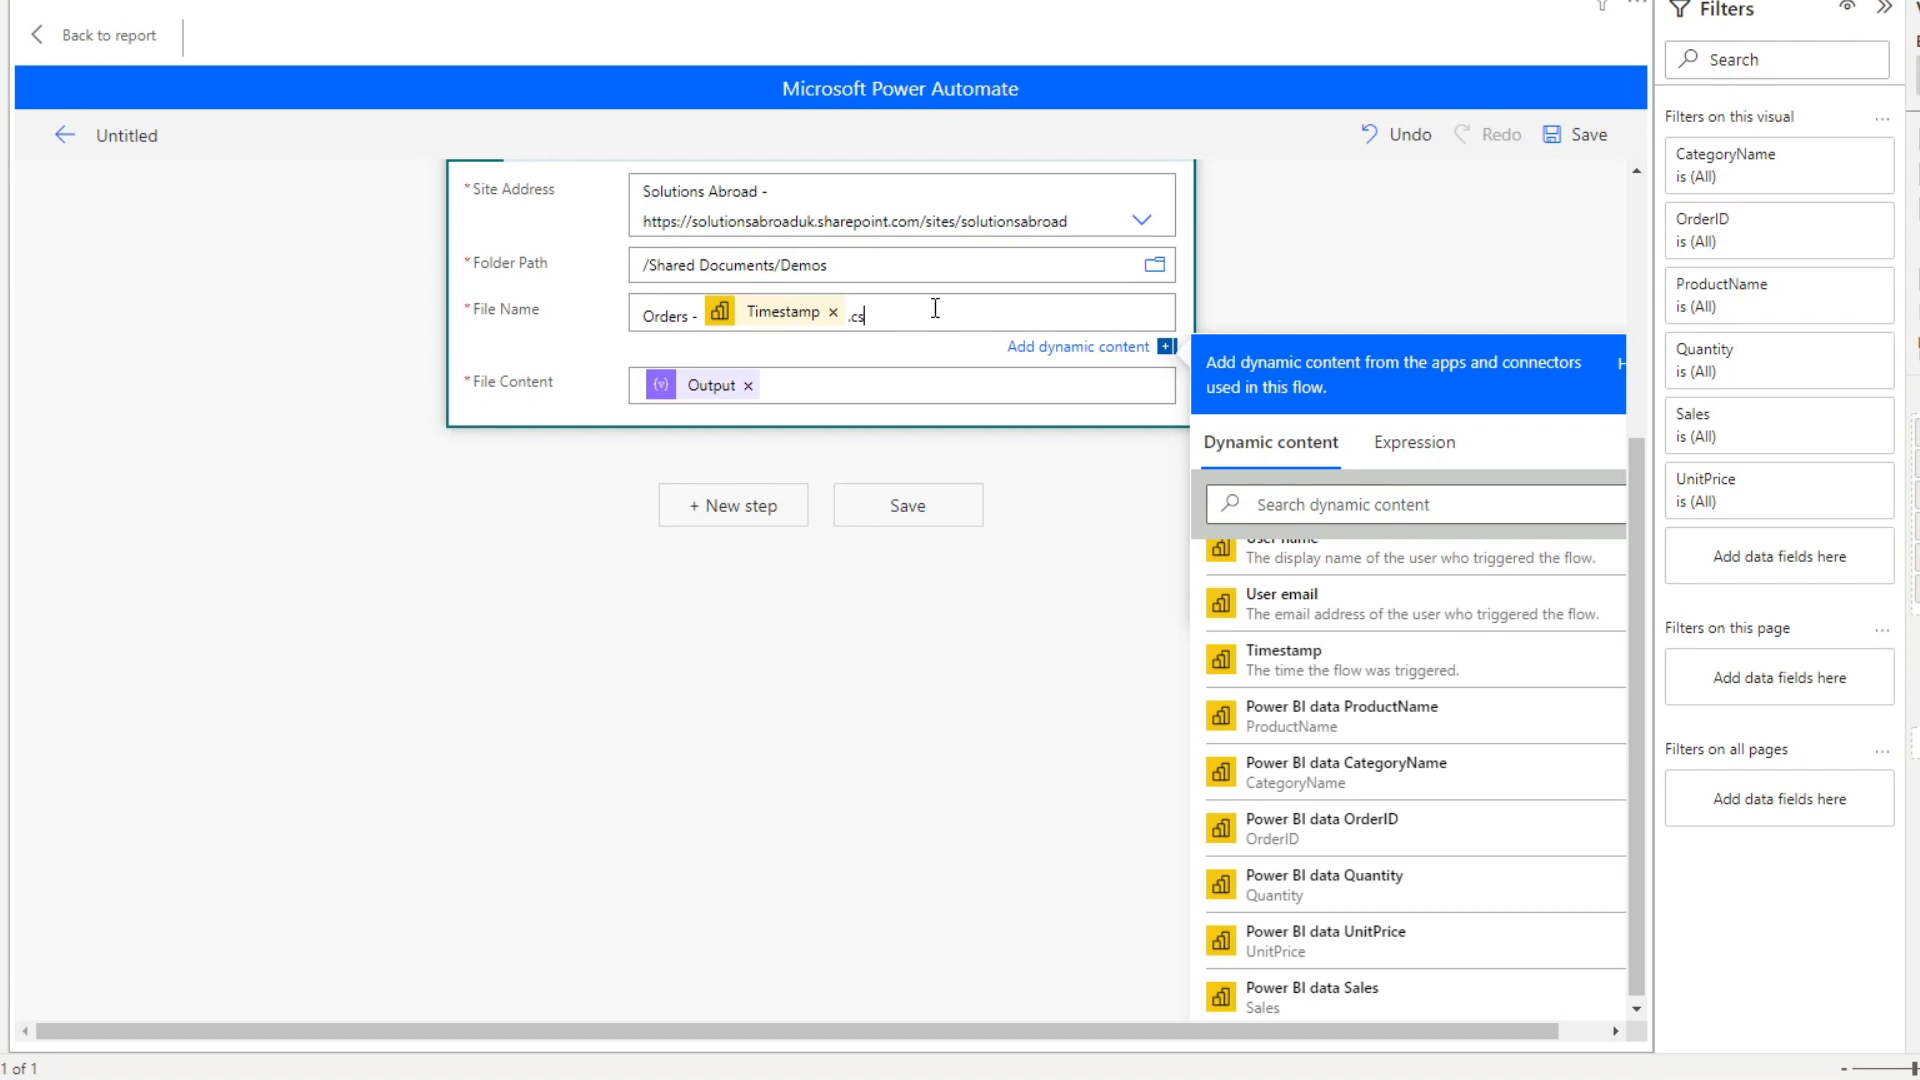 Back to report
Microsoft Power Automate
Untitled
Undo
Redo
Save
* Site Address
Solutions Abroad -
https://solutionsabroaduk.sharepoint.com/sites/solutionsabroad
* Folder Path
/Shared Documents/Demos
* File Name
Orders - Timestamp × .cs
Add dynamic content +
* File Content
{v} Output ×
+ New step
Save
Add dynamic content from the apps and connectors
used in this flow.
Dynamic content
Expression
Search dynamic content
User name
The display name of the user who triggered the flow.
User email
The email address of the user who triggered the flow.
Timestamp
The time the flow was triggered.
Power BI data ProductName
ProductName
Power BI data CategoryName
CategoryName
Power BI data OrderID
OrderID
Power BI data Quantity
Quantity
Power BI data UnitPrice
UnitPrice
Power BI data Sales
Sales
Filters
Search
Filters on this visual
CategoryName
is (All)
OrderID
is (All)
ProductName
is (All)
Quantity
is (All)
Sales
is (All)
UnitPrice
is (All)
Add data fields here
Filters on this page
Add data fields here
Filters on all pages
Add data fields here
1 of 1